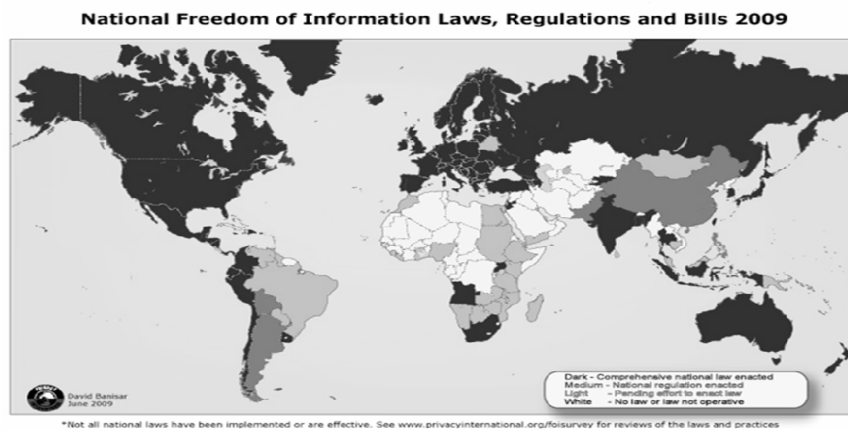 National Freedom of Information Laws, Regulations and Bills 2009
Dark - Comprehensive national law enacted
Medium - National regulation enacted
Light - Pending effort to enact law
White - No law or law not operative
David Banisar
June 2009
*Not all national laws have been implemented or are effective. See www.privacyinternational.org/foisurvey for reviews of the laws and practices